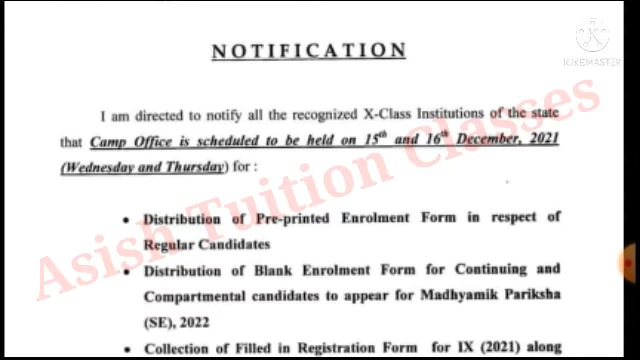 KINEMASTER
NOTIFICATION
I am directed to notify all the recognized X-Class Institutions of the state
that Camp Office is scheduled to be held on 15th and 16th December, 2021
(Wednesday and Thursday) for :
• Distribution of Pre-printed Enrolment Form in respect of
Regular Candidates
• Distribution of Blank Enrolment Form for Continuing and
Compartmental candidates to appear for Madhyamik Pariksha
(SE), 2022
• Collection of Filled in Registration Form for IX (2021) along
Asish Tuition Classes